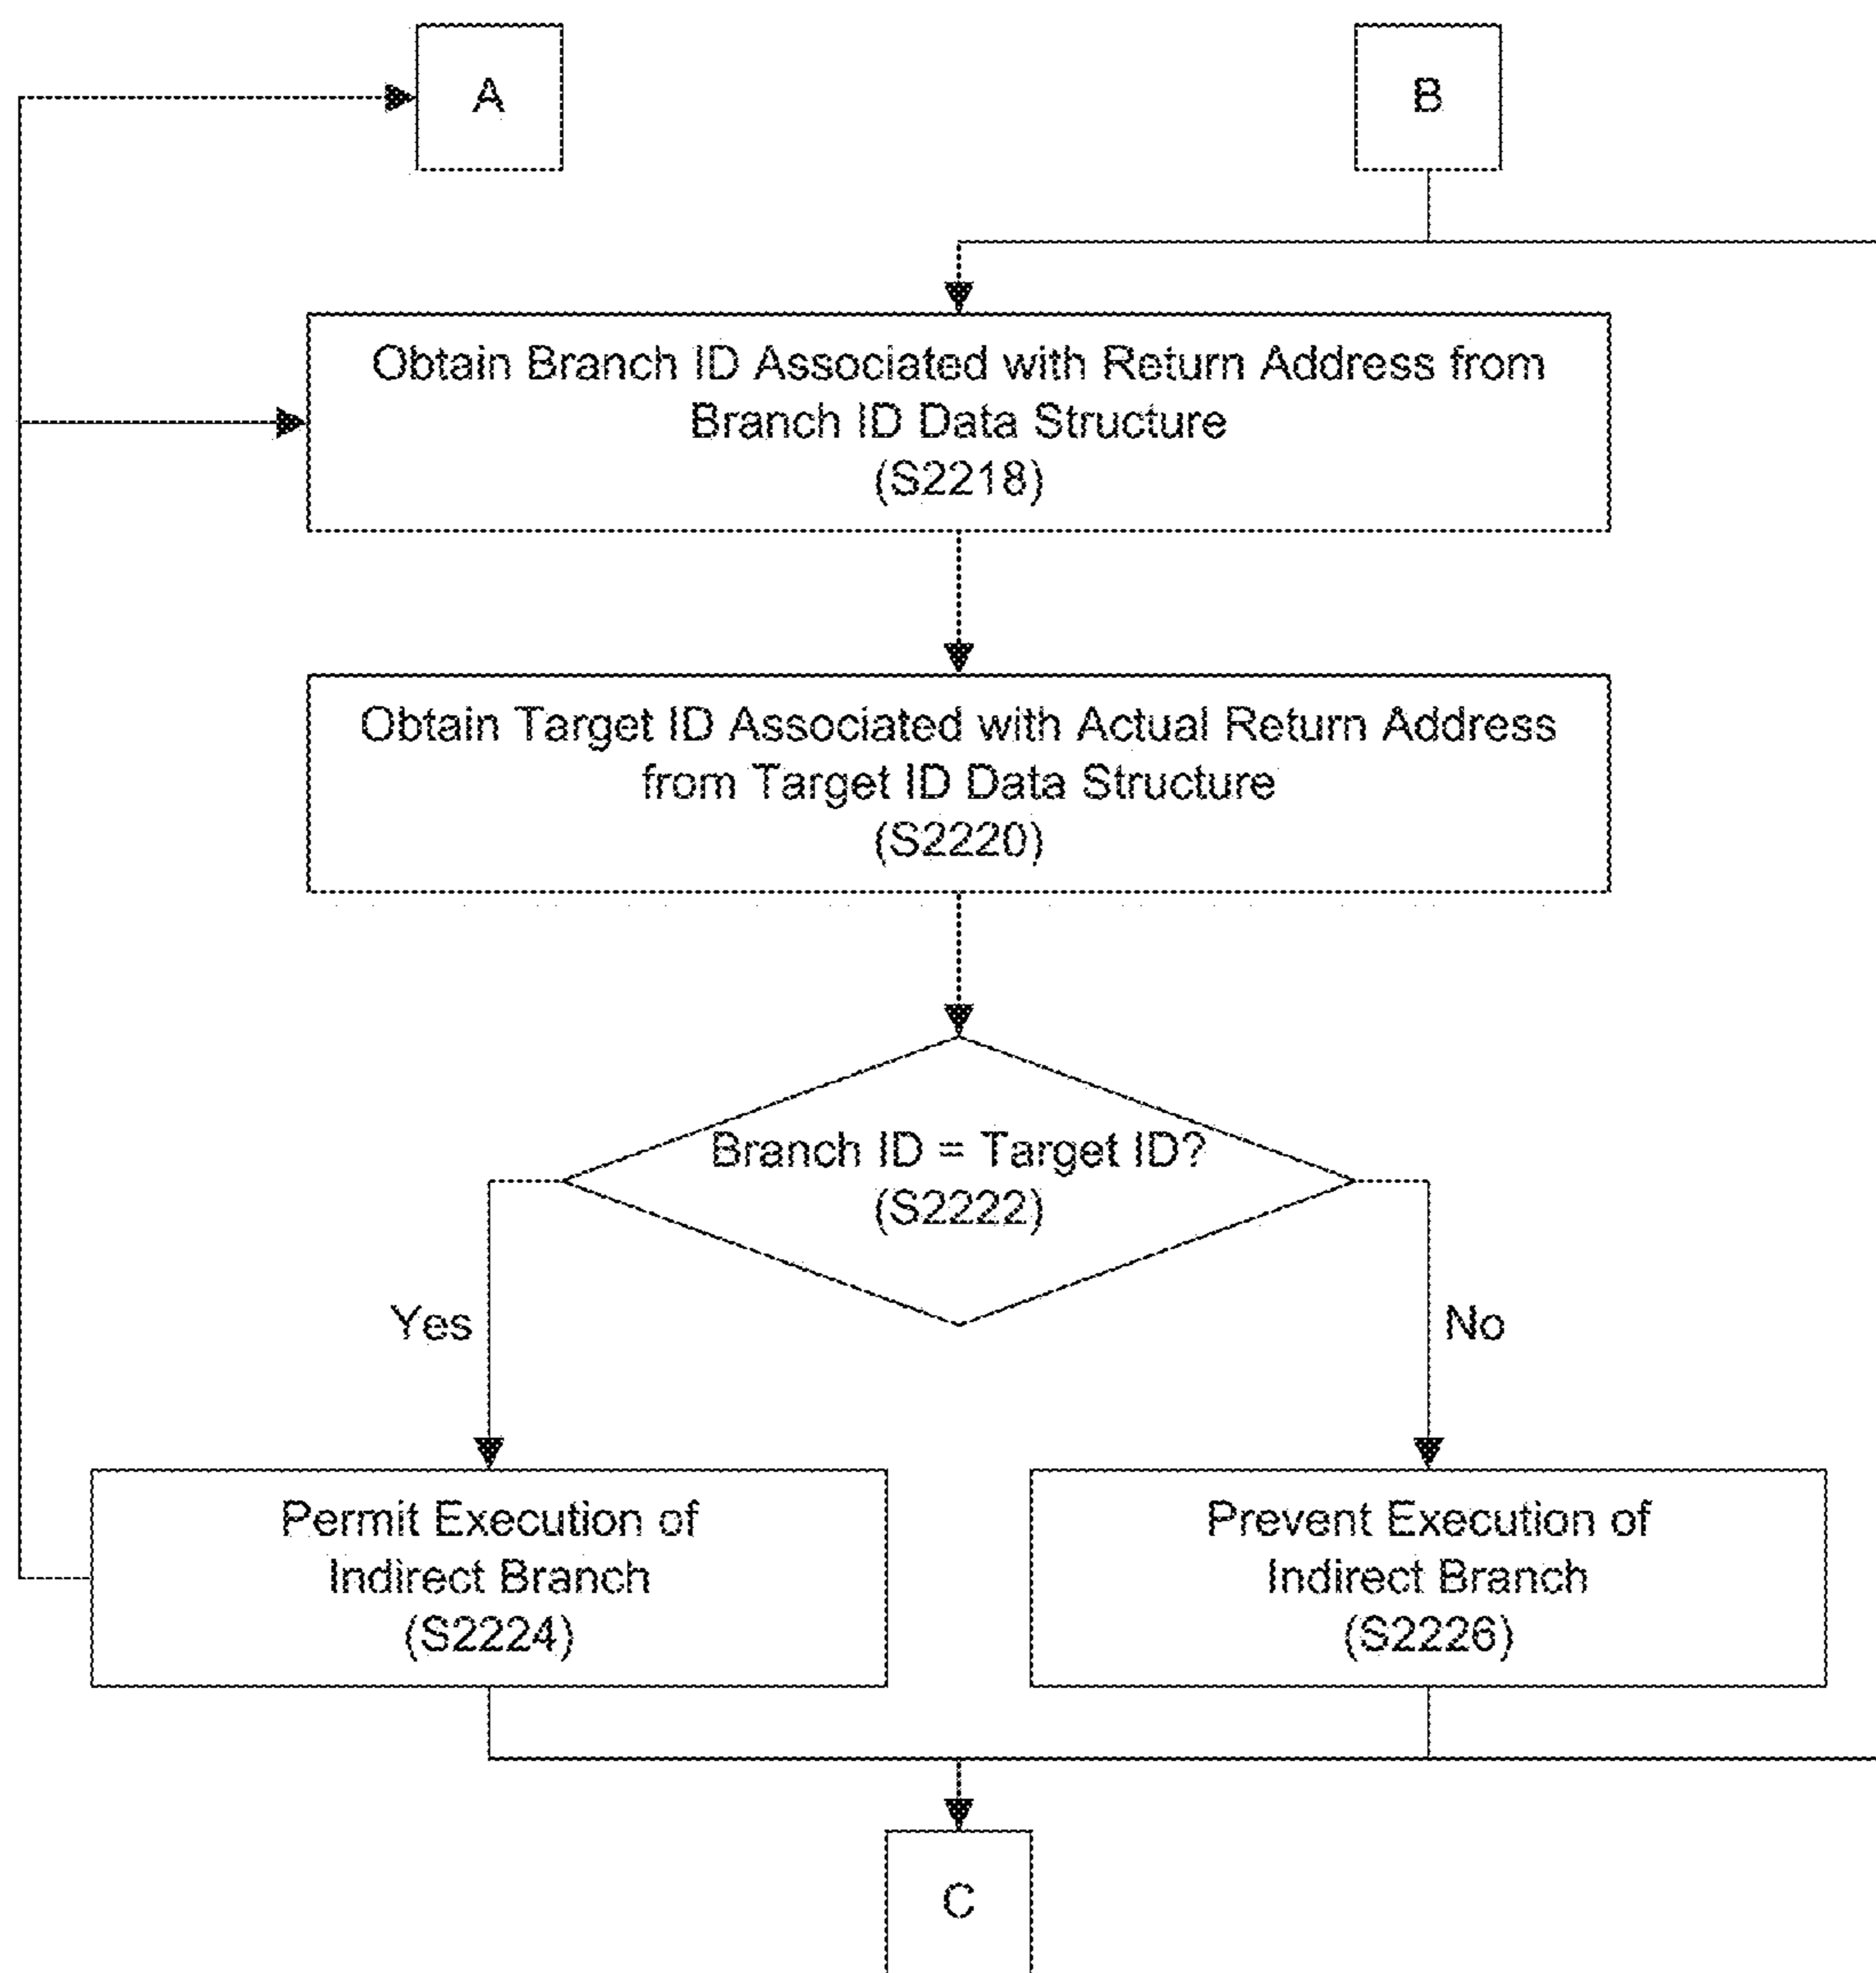 A
B
Obtain Branch ID Associated with Return Address from
Branch ID Data Structure
(S2218)
Obtain Target ID Associated with Actual Return Address
from Target ID Data Structure
(S2220)
Branch ID = Target ID?
(S2222)
Yes
No
Permit Execution of
Indirect Branch
(S2224)
Prevent Execution of
Indirect Branch
(S2226)
C